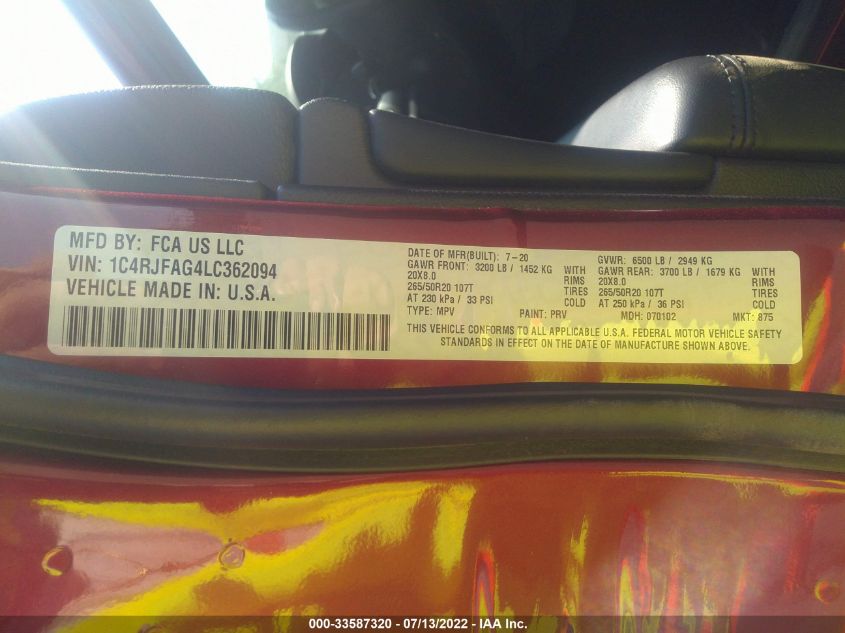 MFD BY: FCA US LLC
VIN: 1C4RJFAG4LC362094
VEHICLE MADE IN: U.S.A.
DATE OF MFR(BUILT): 7-20 GVWR: 6500 LB / 2949 KG
GAWR FRONT: 3200 LB / 1452 KG WITH GAWR REAR: 3700 LB / 1679 KG WITH
20X8.0 RIMS 20X8.0 RIMS
265/50R20 107T TIRES 265/50R20 107T TIRES
AT 230 kPa / 33 PSI COLD AT 250 kPa / 36 PSI COLD
TYPE: MPV PAINT: PRV MDH: 070102 MKT: 875
THIS VEHICLE CONFORMS TO ALL APPLICABLE U.S.A. FEDERAL MOTOR VEHICLE SAFETY
STANDARDS IN EFFECT ON THE DATE OF MANUFACTURE SHOWN ABOVE.
000-33587320 - 07/13/2022 - IAA Inc.